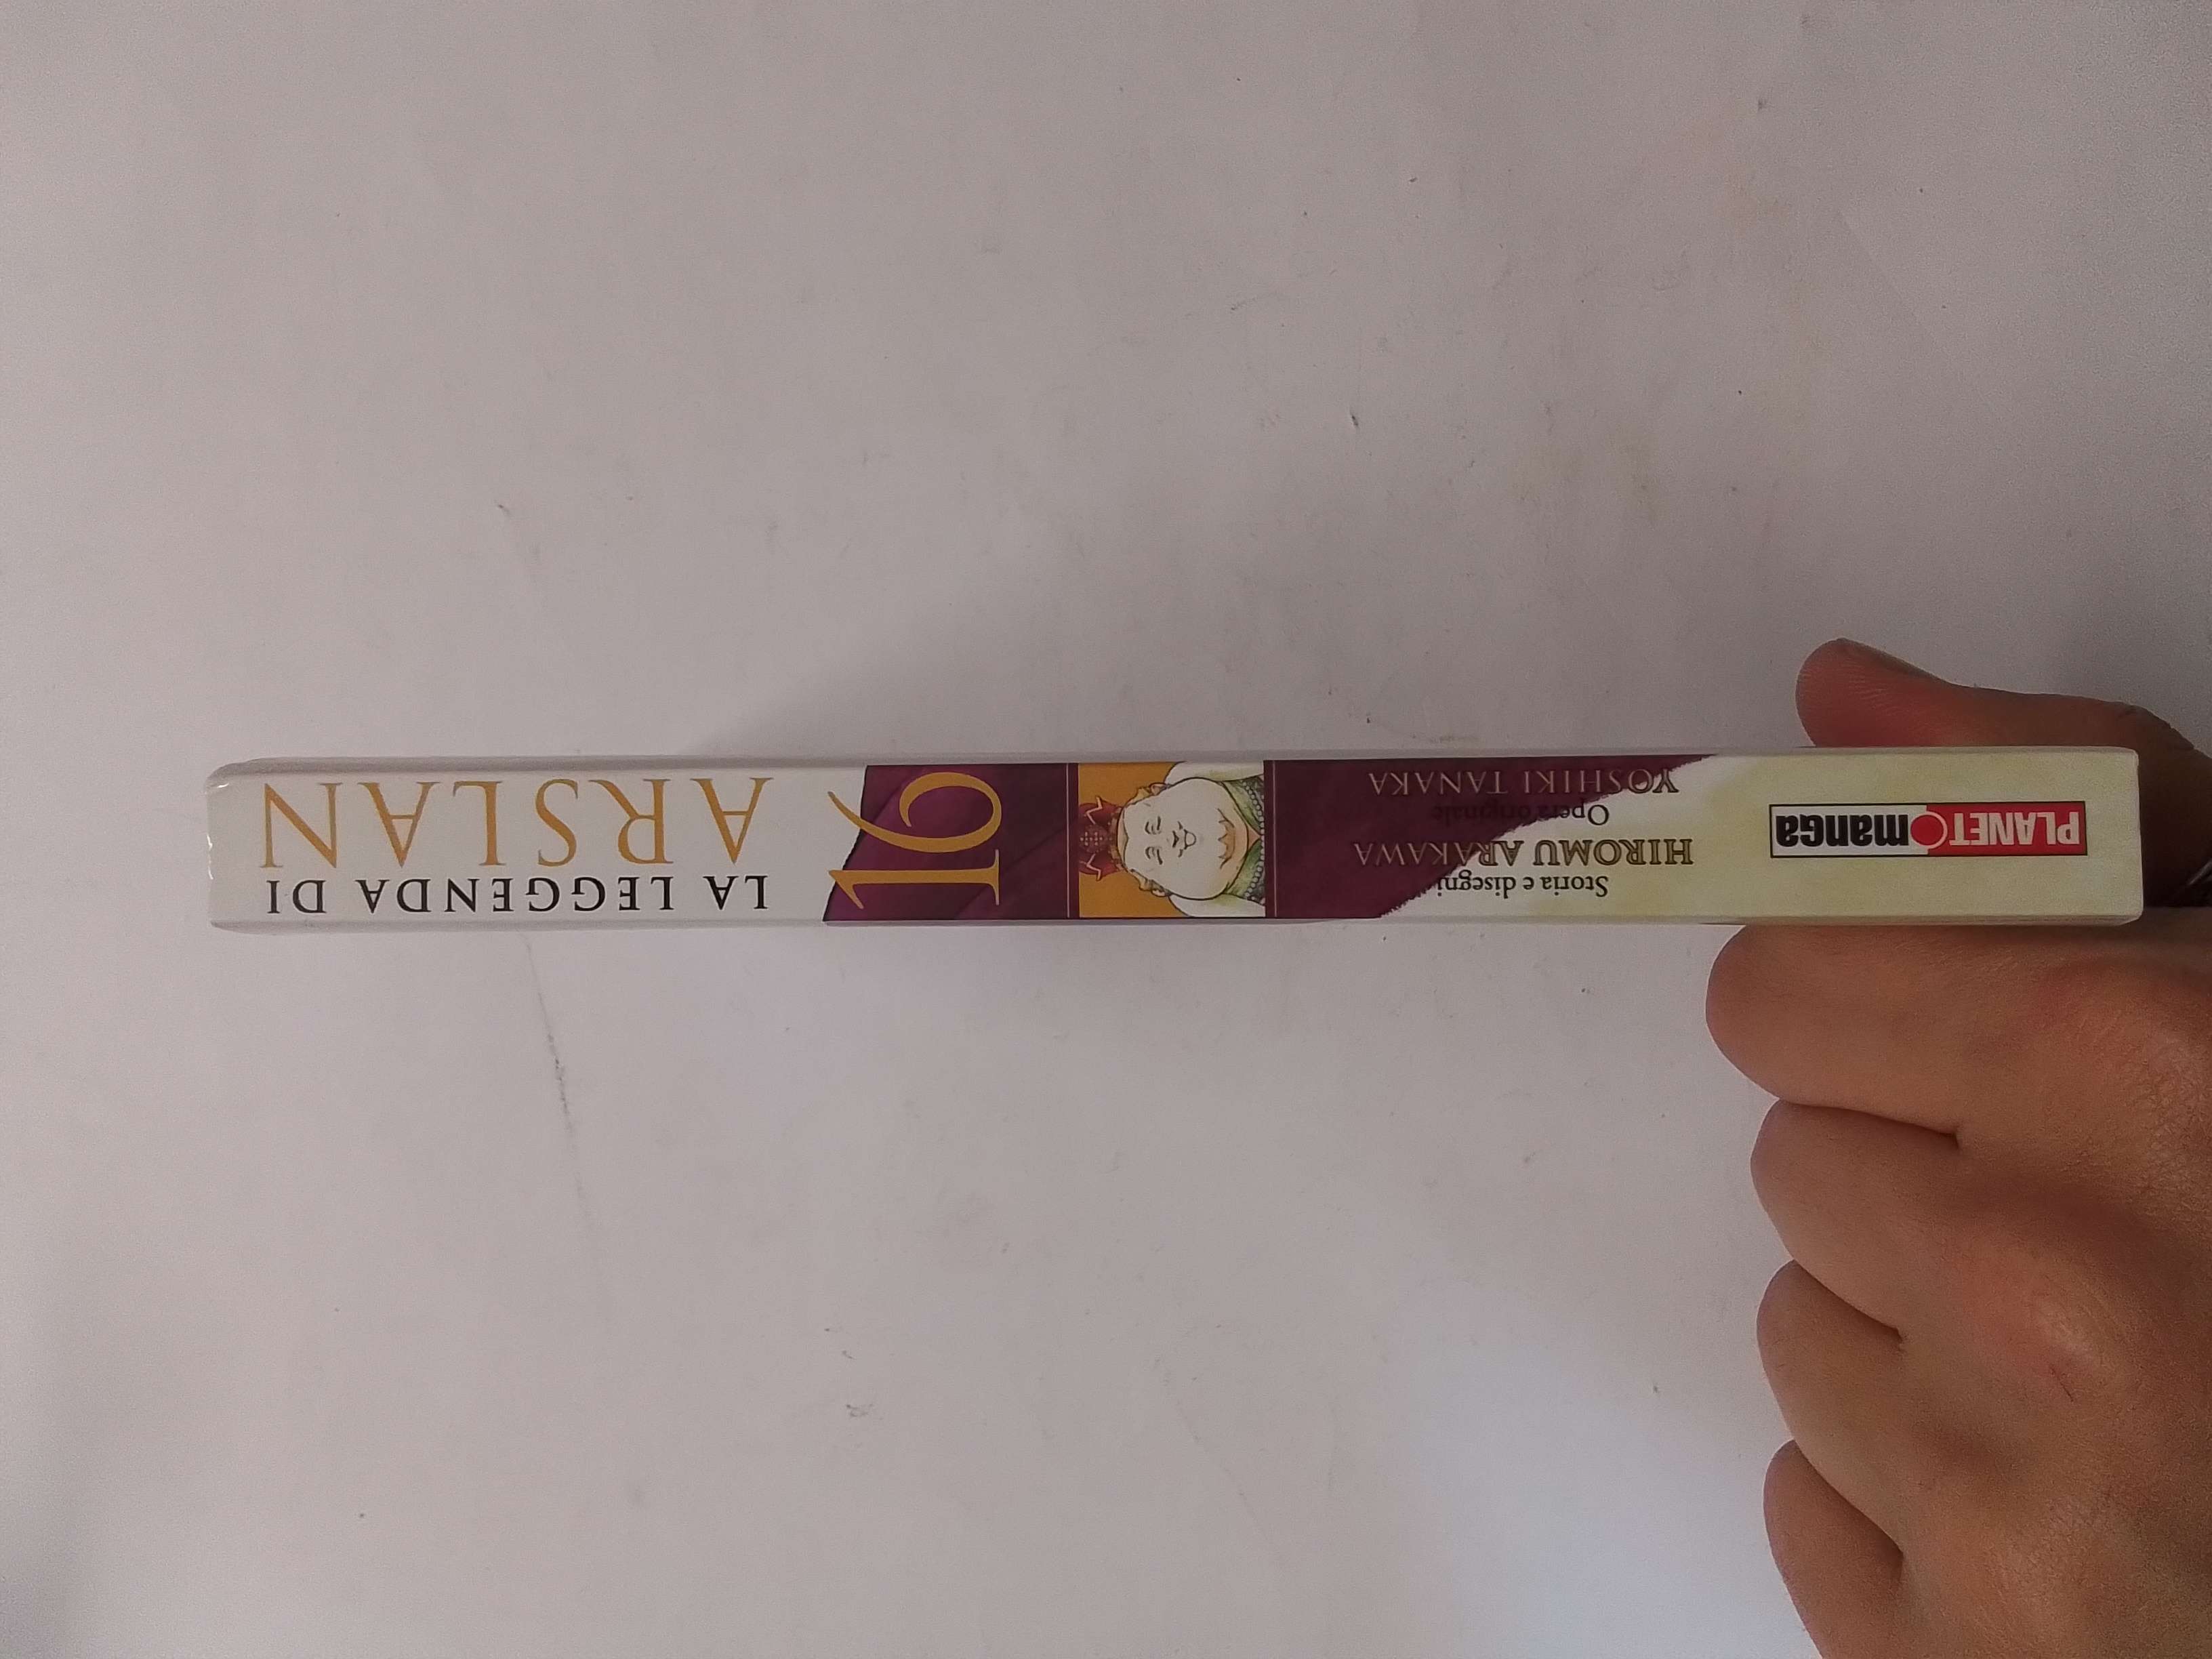 LA LEGGENDA DI
ARSLAN
16
Storia e disegni
HIROMU ARAKAWA
Opera originale
YOSHIKI TANAKA
PLANET manga